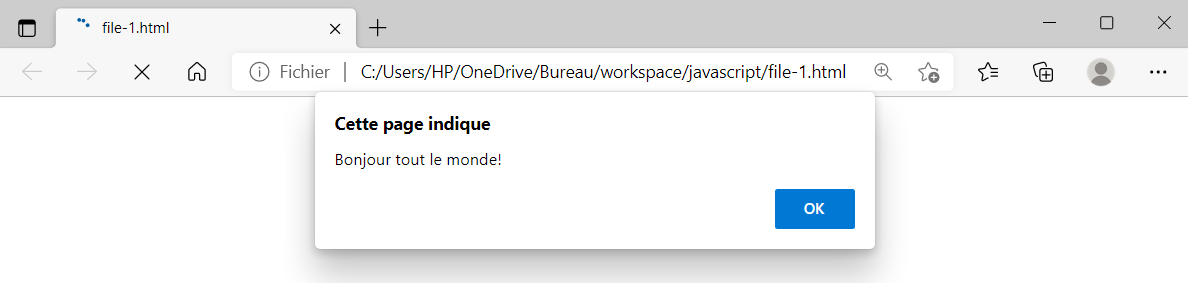 file-1.html
Fichier | C:/Users/HP/OneDrive/Bureau/workspace/javascript/file-1.html
Cette page indique
Bonjour tout le monde!
OK